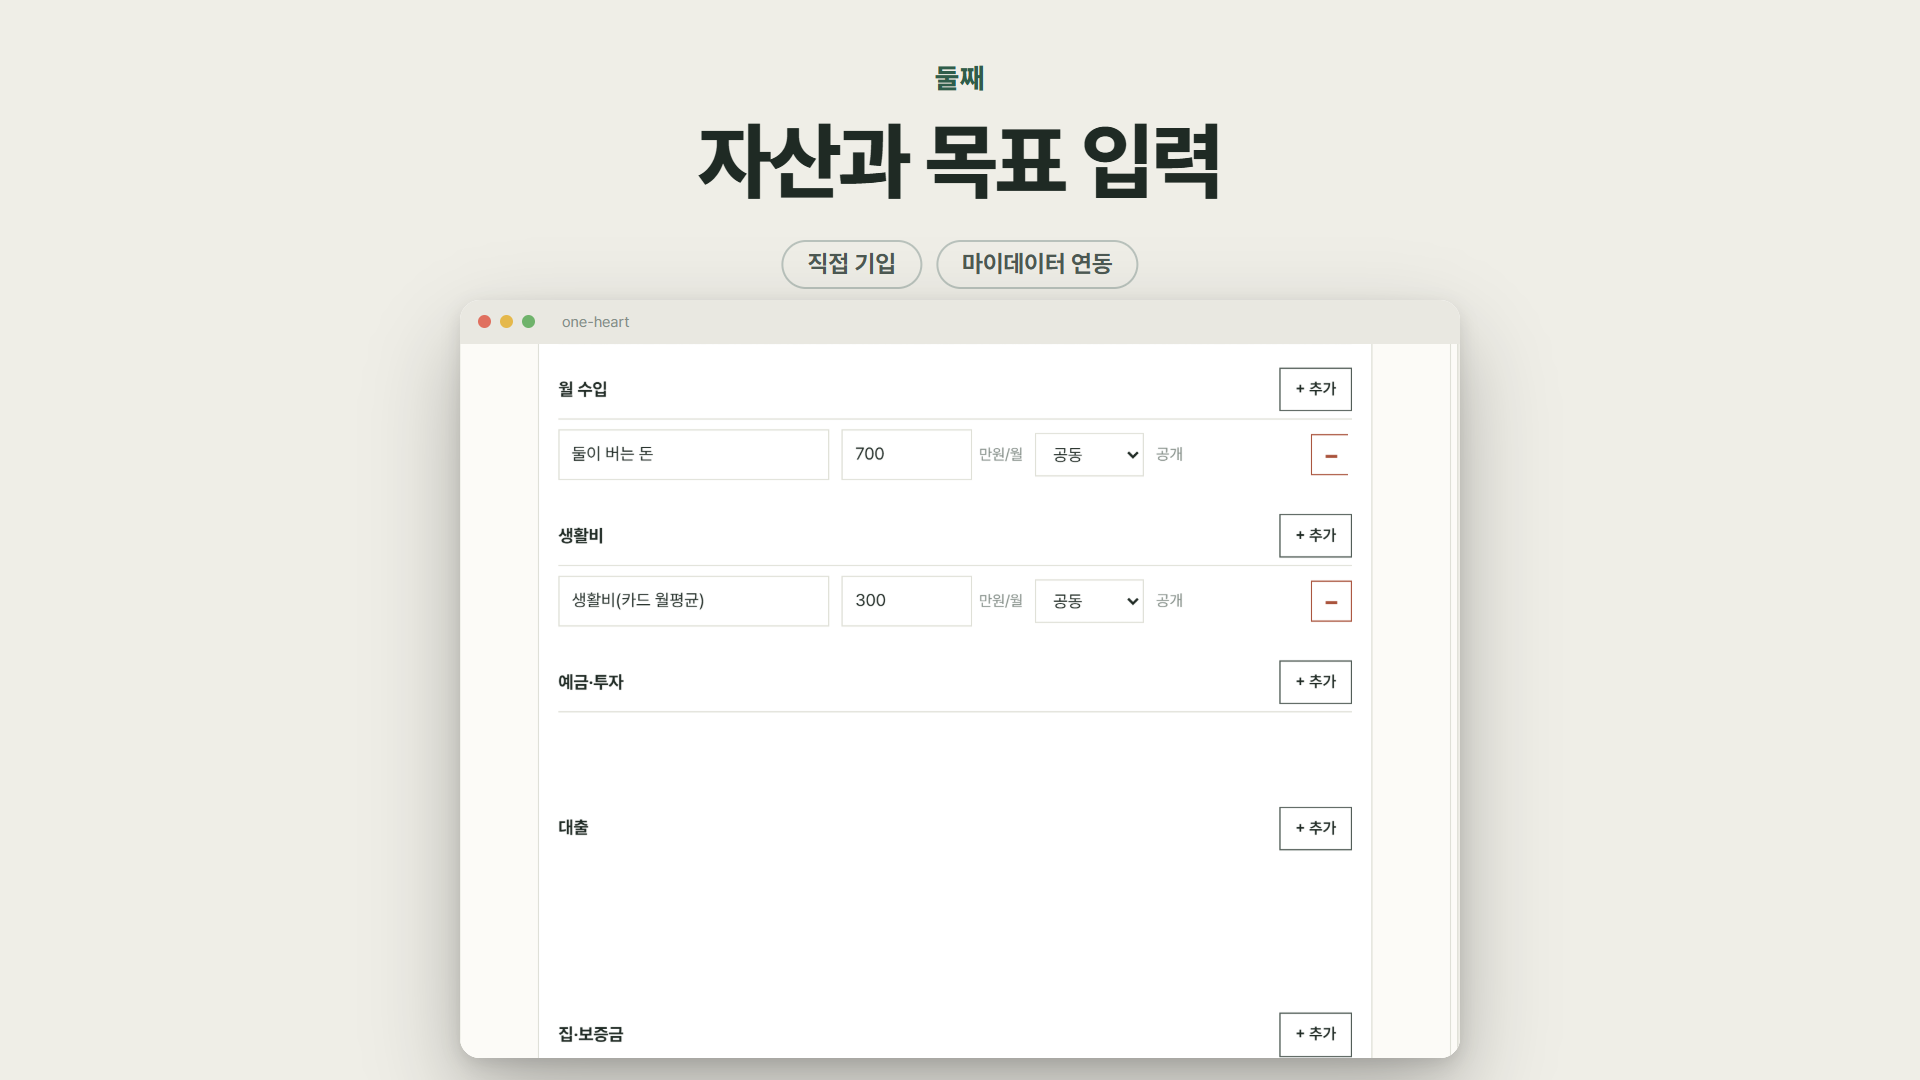 둘째
자산과 목표 입력
직접 기입 마이데이터 연동
one-heart
월 수입 + 추가
둘이 버는 돈 700 만원/월 공동 공개 −
생활비 + 추가
생활비(카드 월평균) 300 만원/월 공동 공개 −
예금·투자 + 추가
대출 + 추가
집·보증금 + 추가